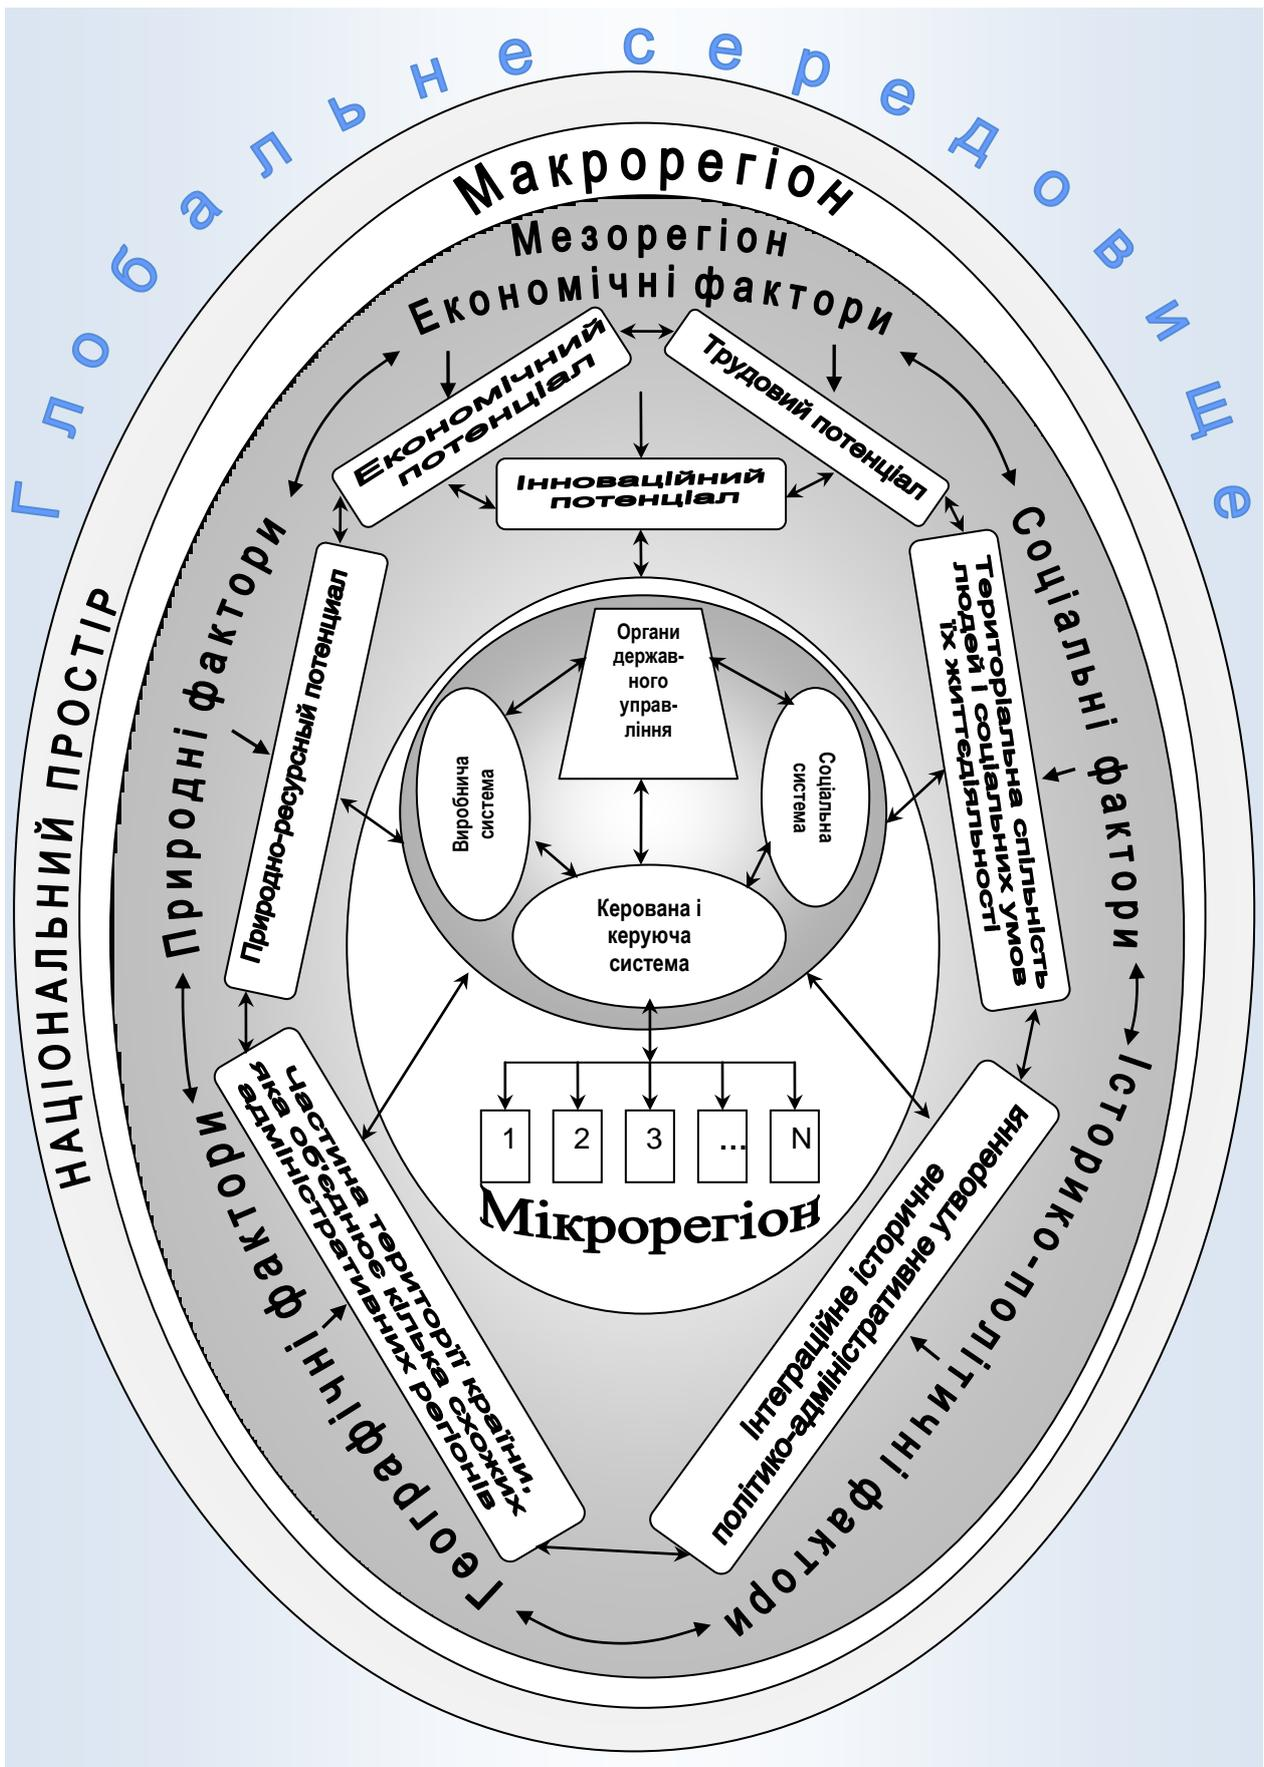 Глобальне середовище
НАЦІОНАЛЬНИЙ ПРОСТІР
Макрорегіон
Мезорегіон
Економічні фактори
Природні фактори
Соціальні фактори
Географічні фактори
Історико-політичні фактори
Економічний
потенціал
Трудовий потенціал
Інноваційний
потенціал
Природно-ресурсный потенциал
Територіальна спільність
людей і соціальних умов
їх життєдіяльності
Органи
держав-
ного
управ-
ління
Виробнича
система
Соціальна
система
Керована і
керуюча
система
1
2
3
...
N
Мікрорегіон
Частина території країни,
яка об'єднює кілька схожих
адміністративних регіонів
Інтеграційне історичне
політико-адміністративне утворення